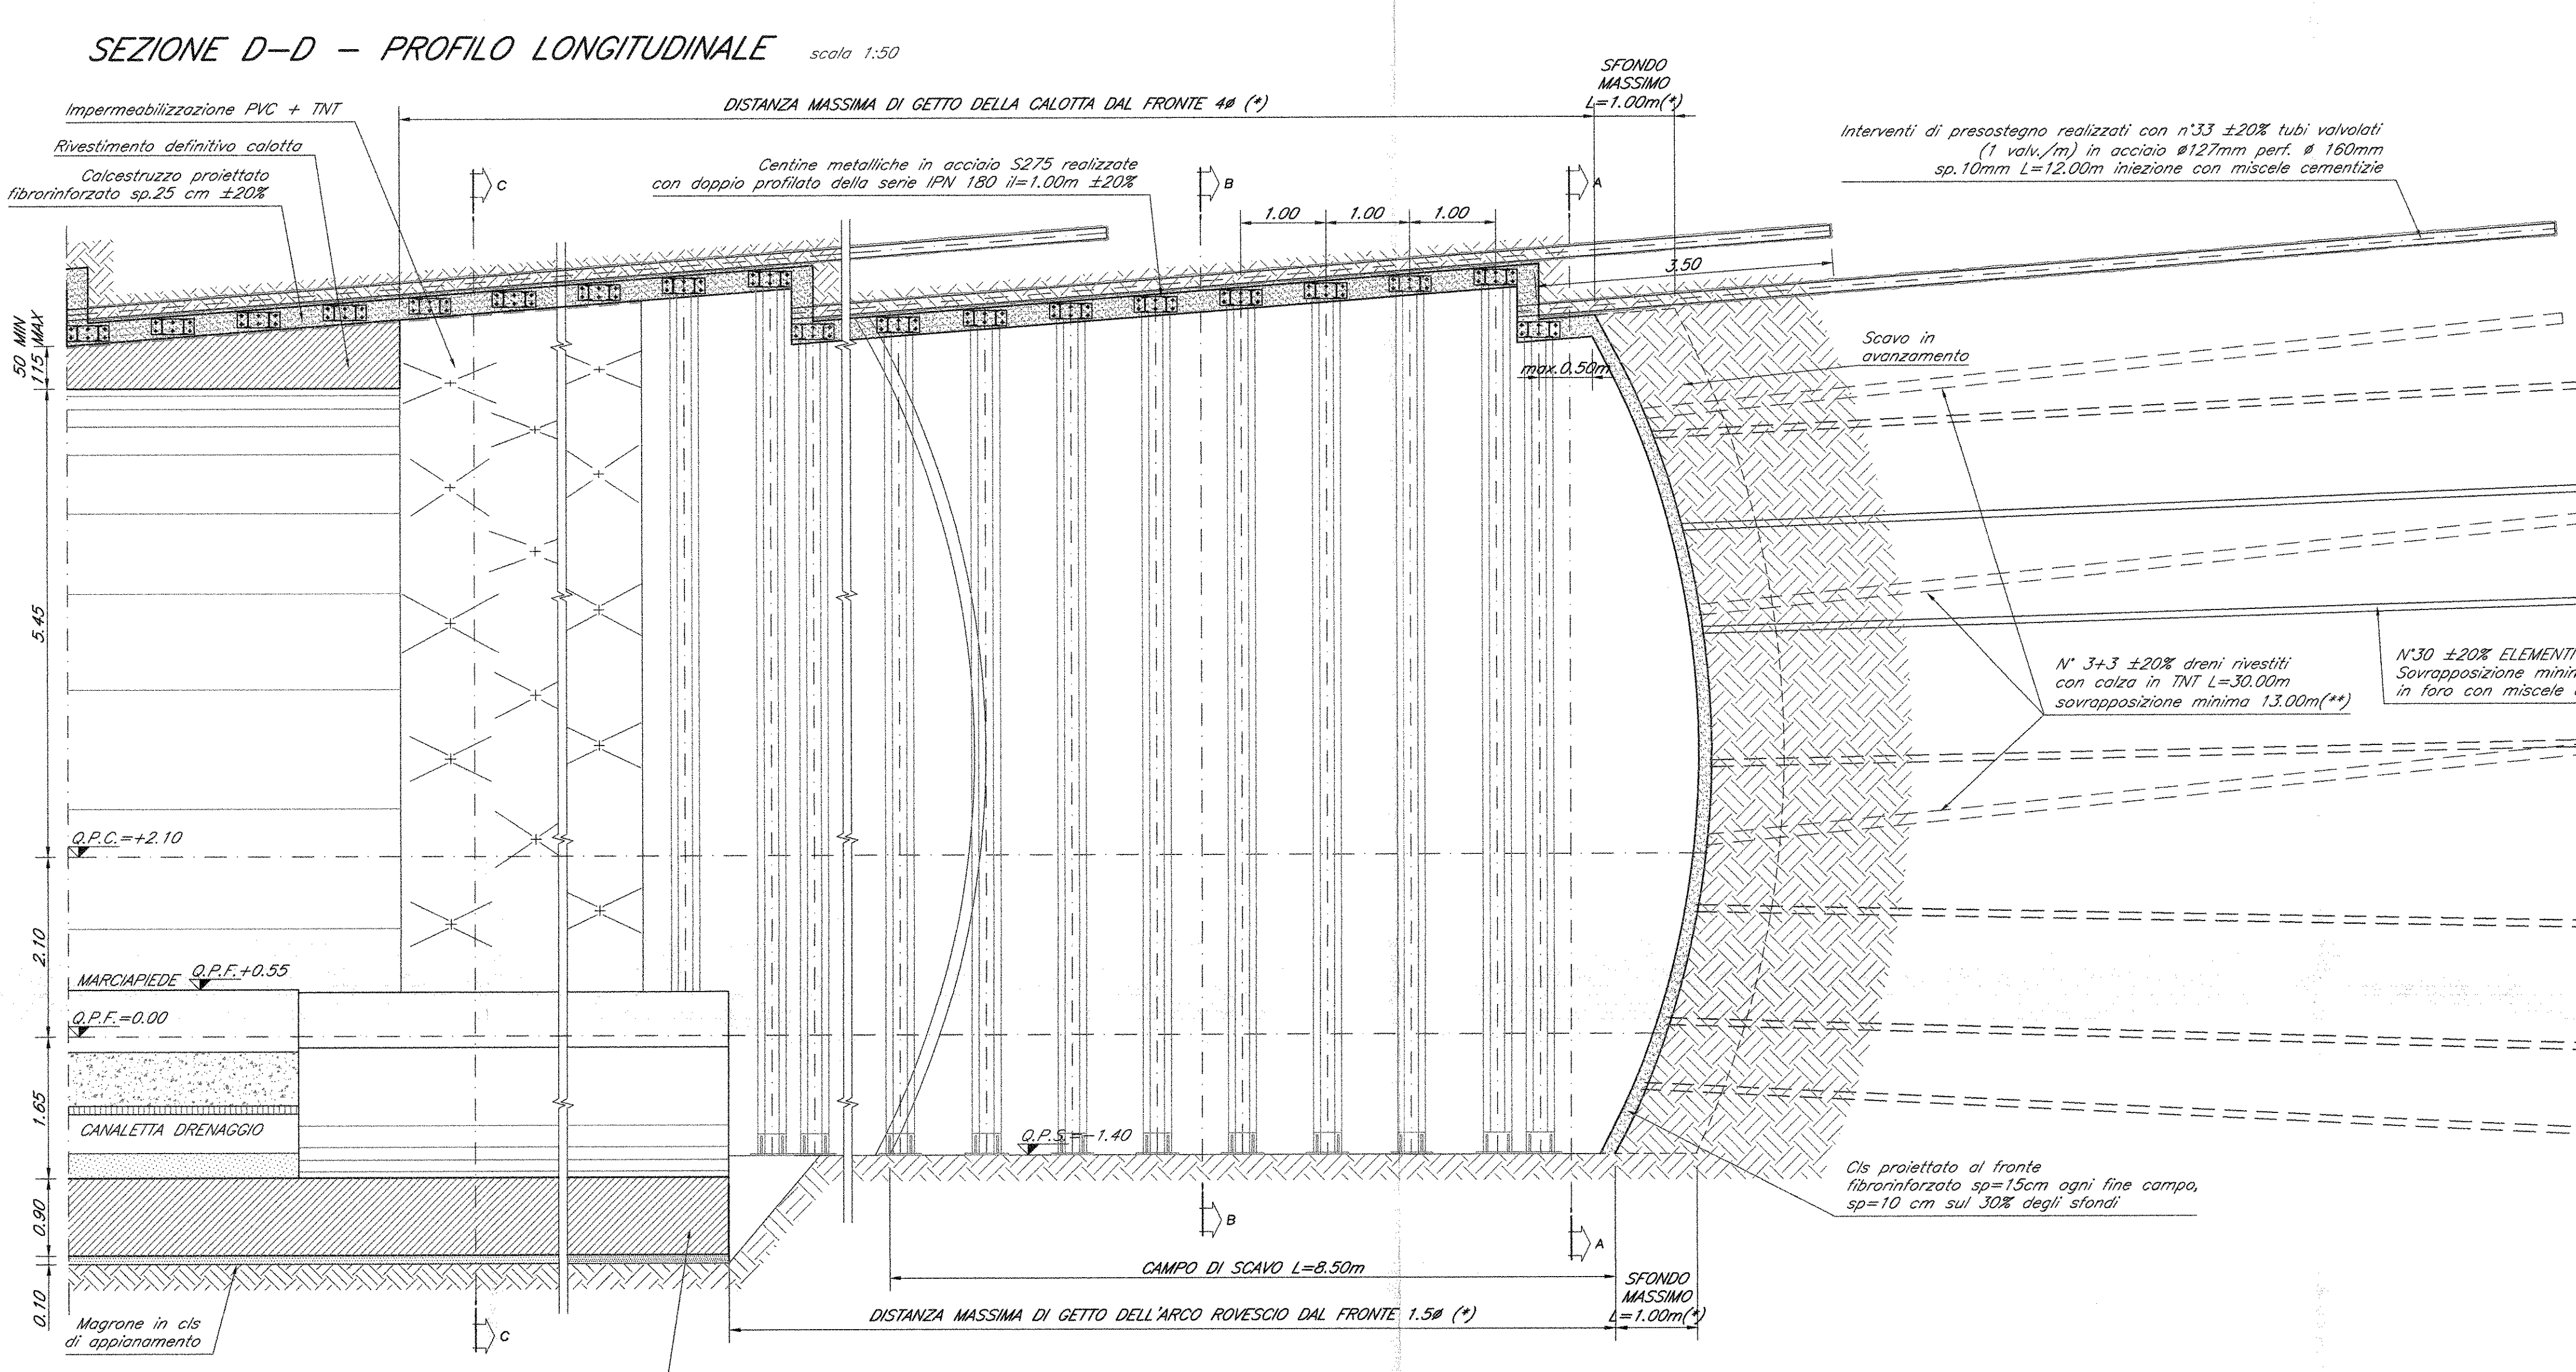 SEZIONE D-D - PROFILO LONGITUDINALE scala 1:50
SFONDO
MASSIMO
L=1.00m(*)
DISTANZA MASSIMA DI GETTO DELLA CALOTTA DAL FRONTE 4ø (*)
Impermeabilizzazione PVC + TNT
Rivestimento definitivo calotta
Calcestruzzo proiettato
fibrorinforzato sp.25 cm ±20%
Centine metalliche in acciaio S275 realizzate
con doppio profilato della serie IPN 180 i/=1.00m ±20%
Interventi di presostegno realizzati con n°33 ±20% tubi valvolati
(1 valv./m) in acciaio ø127mm perf. ø 160mm
sp.10mm L=12.00m iniezione con miscele cementizie
C
B
A
1.00
1.00
1.00
3.50
50 MIN
115 MAX
max.0.50m
Scavo in
avanzamento
5.45
N° 3+3 ±20% dreni rivestiti
con calza in TNT L=30.00m
sovrapposizione minima 13.00m(**)
N°30 ±20% ELEMENTI
Sovrapposizione
in foro con miscele
Q.P.C.=+2.10
2.10
MARCIAPIEDE Q.P.F.+0.55
Q.P.F.=0.00
1.65
CANALETTA DRENAGGIO
Q.P.S.=-1.40
Cls proiettato al fronte
fibrorinforzato sp=15cm ogni fine campo,
sp=10 cm sul 30% degli sfondi
0.90
B
A
CAMPO DI SCAVO L=8.50m
SFONDO
MASSIMO
L=1.00m(*)
DISTANZA MASSIMA DI GETTO DELL'ARCO ROVESCIO DAL FRONTE 1.5ø (*)
0.10
Magrone in cls
di appianamento
C